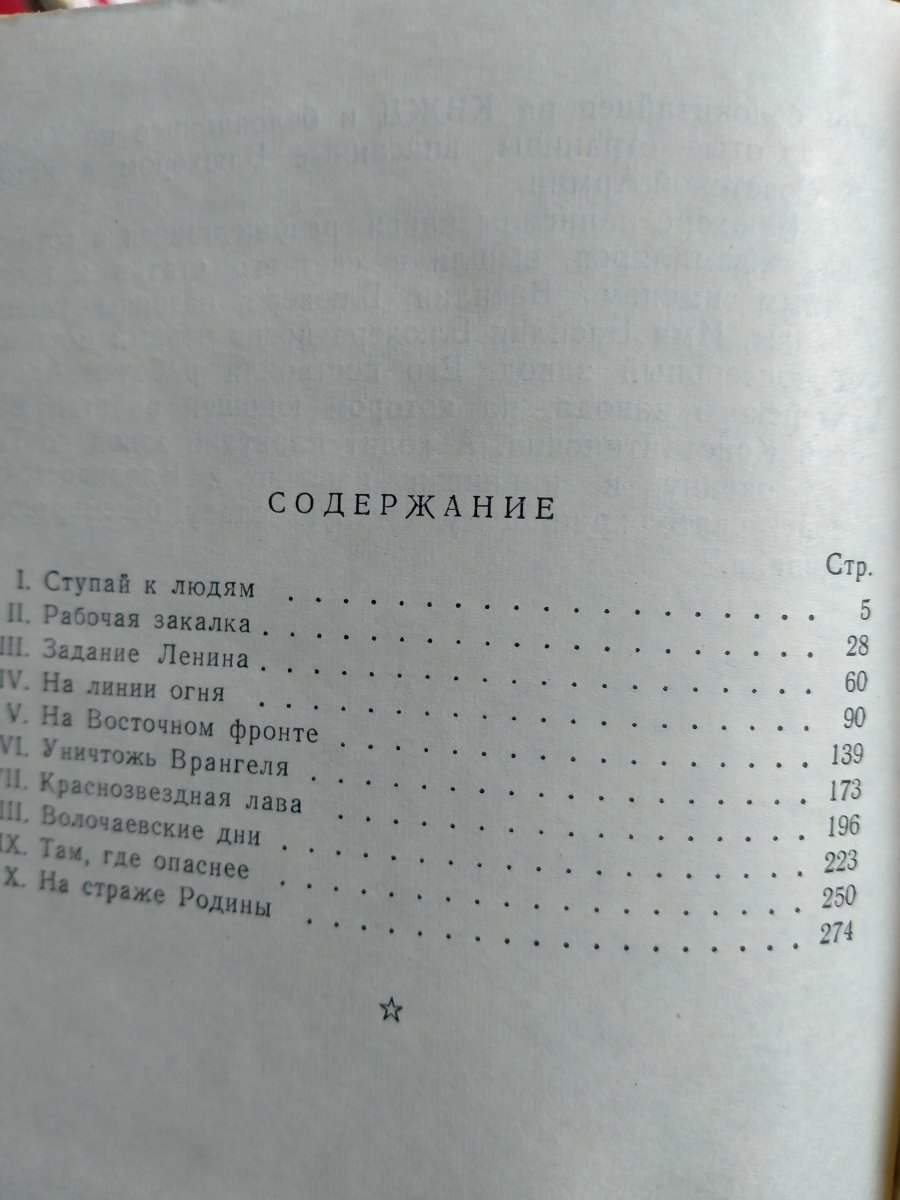 СОДЕРЖАНИЕ
Стр.
I. Ступай к людям . . . . . . . . . . . . . . . . . . . . 5
II. Рабочая закалка . . . . . . . . . . . . . . . . . . . . . 28
III. Задание Ленина . . . . . . . . . . . . . . . . . . . . . 60
IV. На линии огня . . . . . . . . . . . . . . . . . . . . . 90
V. На Восточном фронте . . . . . . . . . . . . . . . . . . 139
VI. Уничтожь Врангеля . . . . . . . . . . . . . . . . . . . 173
VII. Краснозвездная лава . . . . . . . . . . . . . . . . . . 196
VIII. Волочаевские дни . . . . . . . . . . . . . . . . . . . . 223
IX. Там, где опаснее . . . . . . . . . . . . . . . . . . . . 250
X. На страже Родины . . . . . . . . . . . . . . . . . . . 274